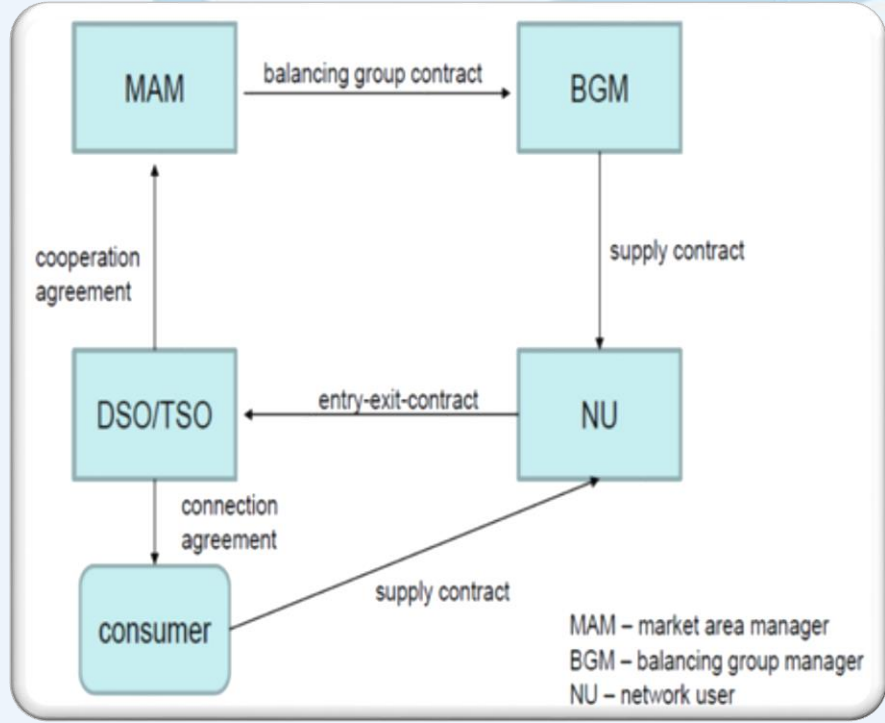 MAM
balancing group contract
BGM
cooperation
agreement
supply contract
DSO/TSO
entry-exit-contract
NU
connection
agreement
consumer
supply contract
MAM – market area manager
BGM – balancing group manager
NU – network user